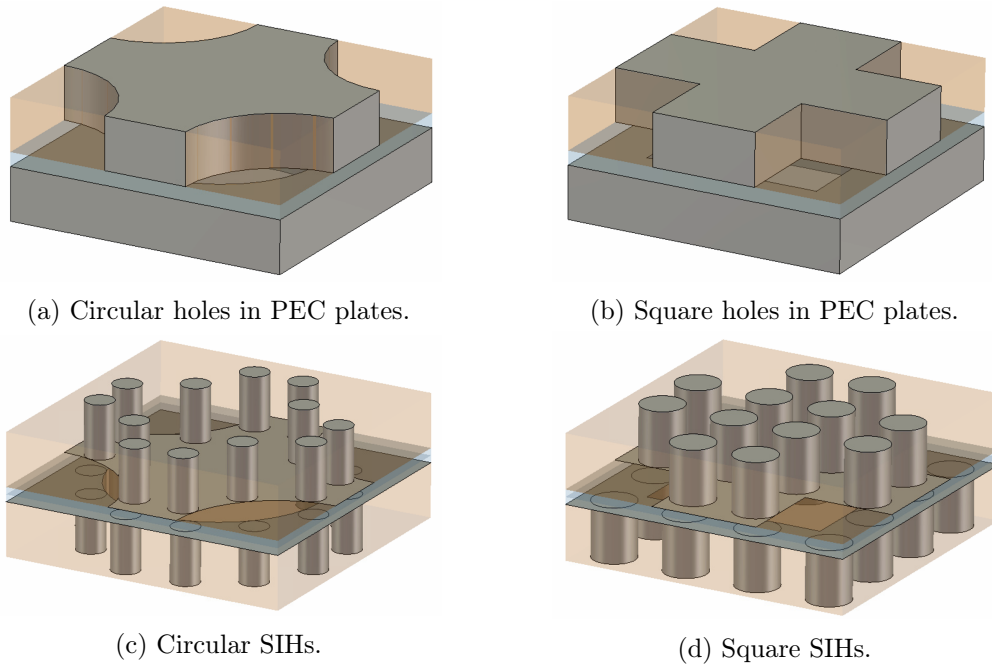 (a) Circular holes in PEC plates.
(b) Square holes in PEC plates.
(c) Circular SIHs.
(d) Square SIHs.